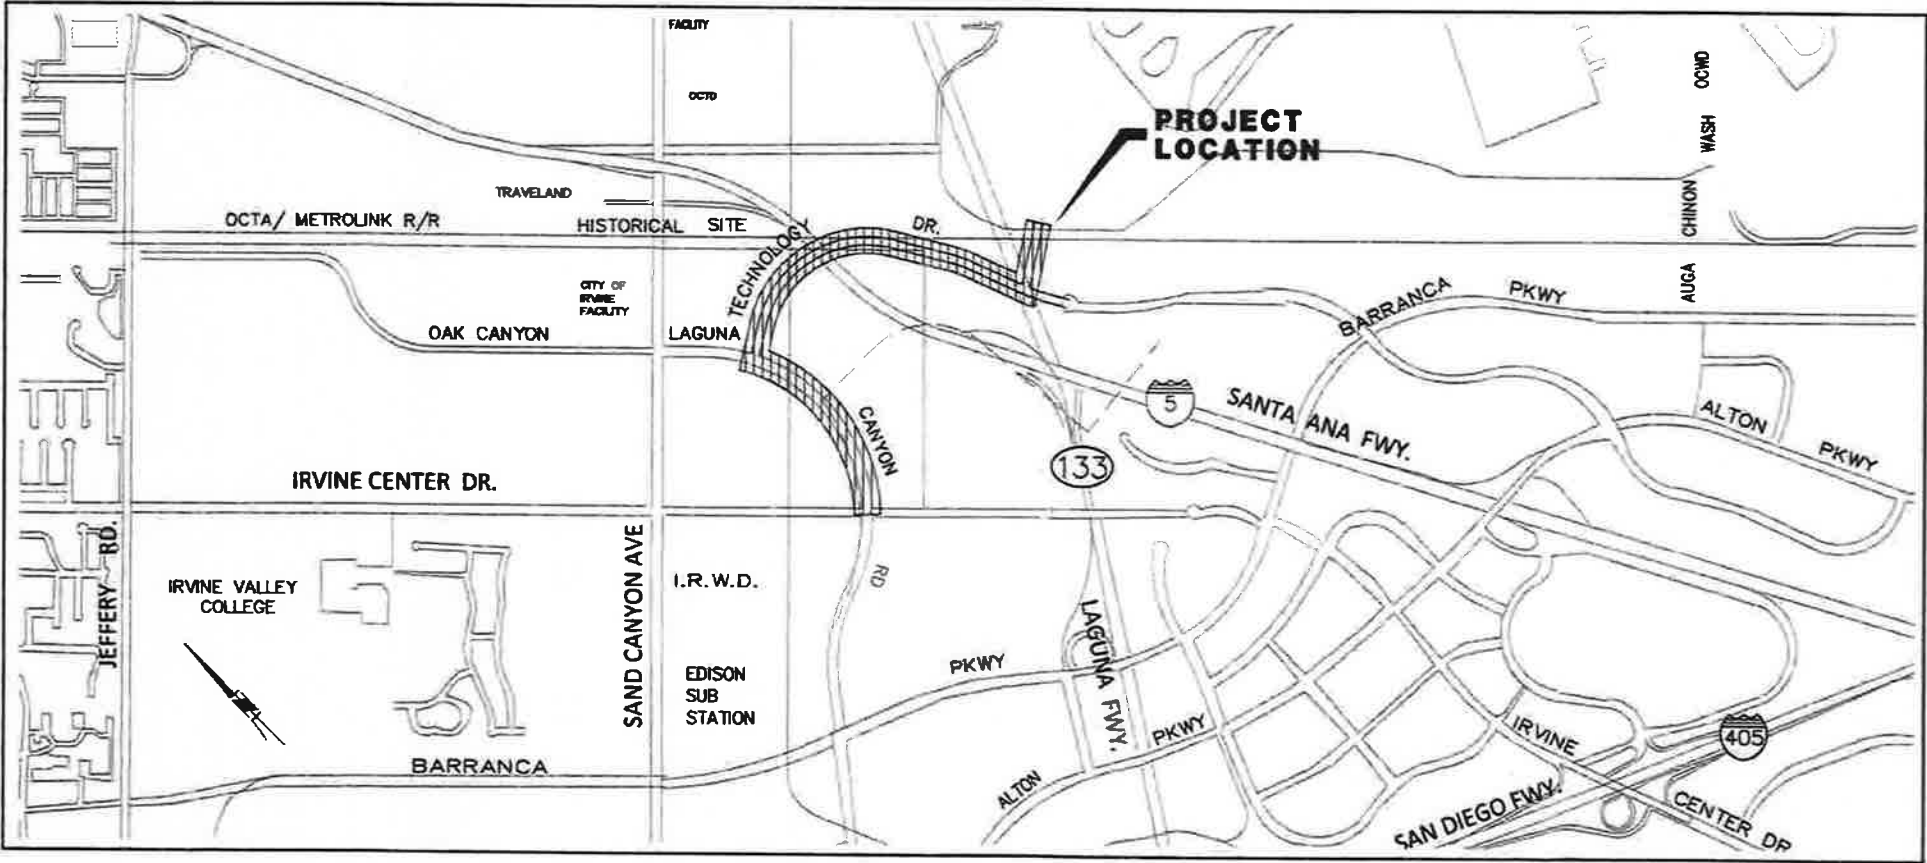 FACILITY
OCTD
PROJECT
LOCATION
WASH OCWD
TRAVELAND
OCTA/ METROLINK R/R
HISTORICAL SITE
TECHNOLOGY
DR.
AUGA CHINON
CITY OF
IRVINE
FACILITY
OAK CANYON
LAGUNA
CANYON
RD
BARRANCA
PKWY
5
SANTA ANA FWY.
ALTON
PKWY
133
IRVINE CENTER DR.
JEFFERY RD.
SAND CANYON AVE
IRVINE VALLEY
COLLEGE
I.R.W.D.
EDISON
SUB
STATION
LAGUNA FWY.
BARRANCA
PKWY
ALTON
PKWY
IRVINE
CENTER DR
405
SAN DIEGO FWY.